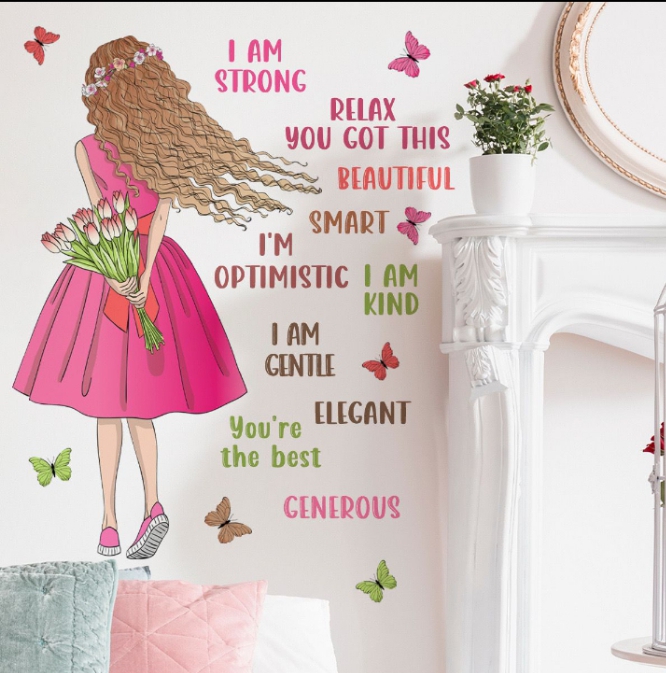 I AM
STRONG
RELAX
YOU GOT THIS
BEAUTIFUL
SMART
I'M
OPTIMISTIC
I AM
KIND
I AM
GENTLE
ELEGANT
You're
the best
GENEROUS